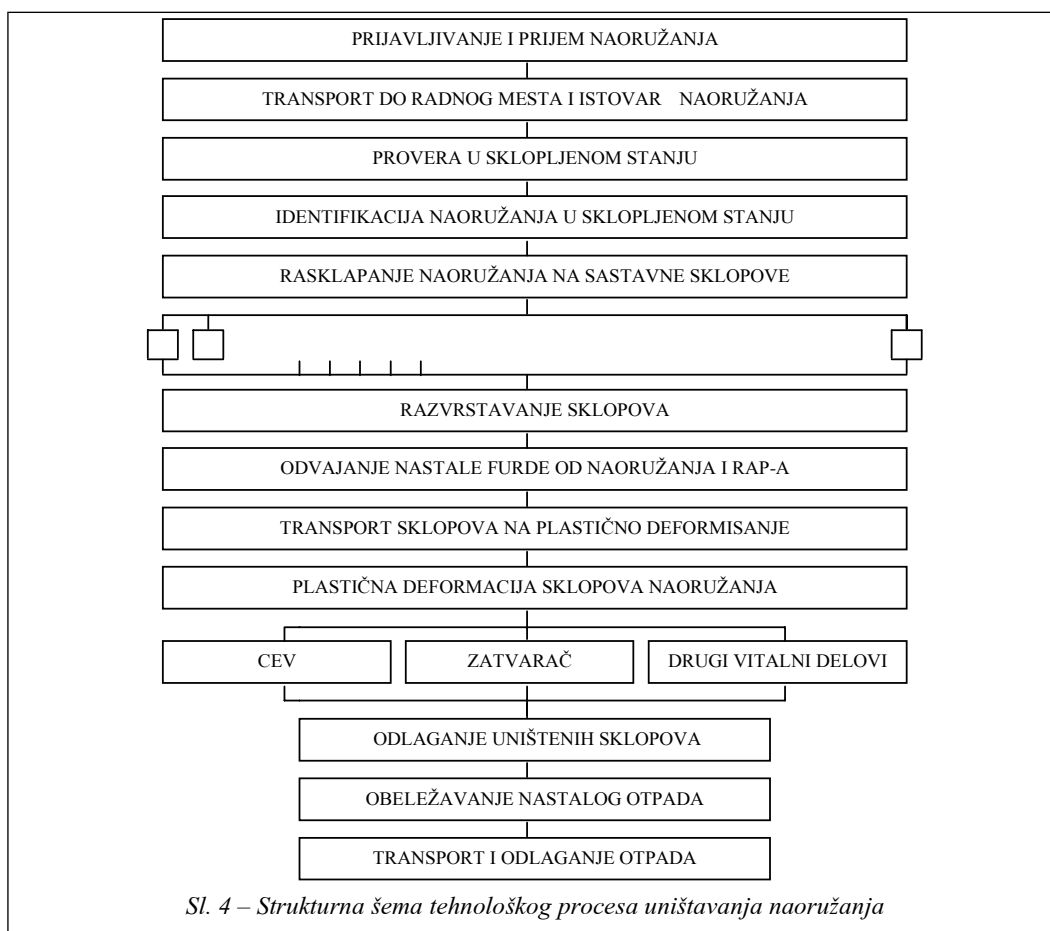 PRIJAVLJIVANJE I PRIJEM NAORUŽANJA
TRANSPORT DO RADNOG MESTA I ISTOVAR NAORUŽANJA
PROVERA U SKLOPLJENOM STANJU
IDENTIFIKACIJA NAORUŽANJA U SKLOPLJENOM STANJU
RASKLAPANJE NAORUŽANJA NA SASTAVNE SKLOPOVE
RAZVRSTAVANJE SKLOPOVA
ODVAJANJE NASTALE FURDE OD NAORUŽANJA I RAP-A
TRANSPORT SKLOPOVA NA PLASTIČNO DEFORMISANJE
PLASTIČNA DEFORMACIJA SKLOPOVA NAORUŽANJA
CEV
ZATVARAČ
DRUGI VITALNI DELOVI
ODLAGANJE UNIŠTENIH SKLOPOVA
OBELEŽAVANJE NASTALOG OTPADA
TRANSPORT I ODLAGANJE OTPADA
Sl. 4 – Strukturna šema tehnološkog procesa uništavanja naoružanja